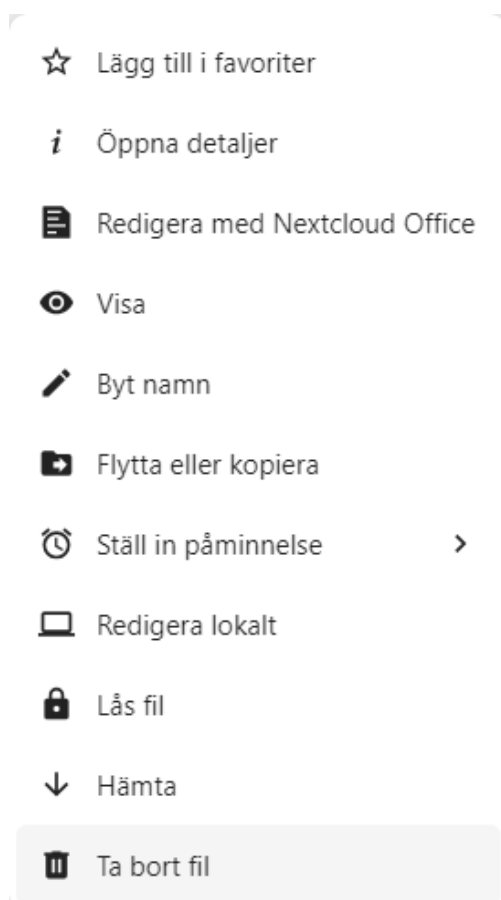 Lägg till i favoriter
Öppna detaljer
Redigera med Nextcloud Office
Visa
Byt namn
Flytta eller kopiera
Ställ in påminnelse
Redigera lokalt
Lås fil
Hämta
Ta bort fil